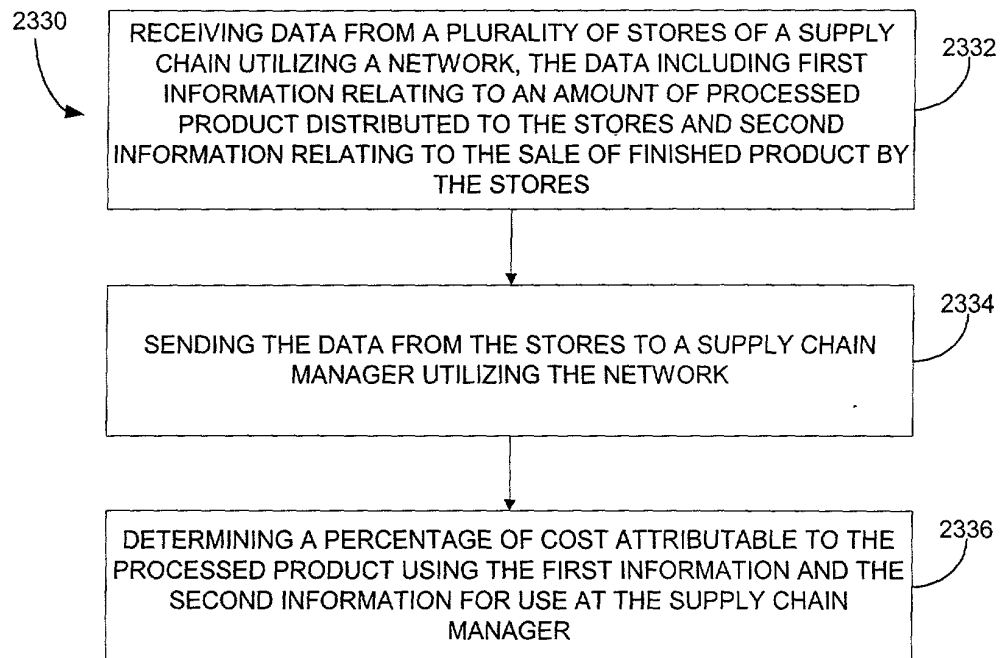 2330
RECEIVING DATA FROM A PLURALITY OF STORES OF A SUPPLY
CHAIN UTILIZING A NETWORK, THE DATA INCLUDING FIRST
INFORMATION RELATING TO AN AMOUNT OF PROCESSED
PRODUCT DISTRIBUTED TO THE STORES AND SECOND
INFORMATION RELATING TO THE SALE OF FINISHED PRODUCT BY
THE STORES
2332
SENDING THE DATA FROM THE STORES TO A SUPPLY CHAIN
MANAGER UTILIZING THE NETWORK
2334
DETERMINING A PERCENTAGE OF COST ATTRIBUTABLE TO THE
PROCESSED PRODUCT USING THE FIRST INFORMATION AND THE
SECOND INFORMATION FOR USE AT THE SUPPLY CHAIN
MANAGER
2336